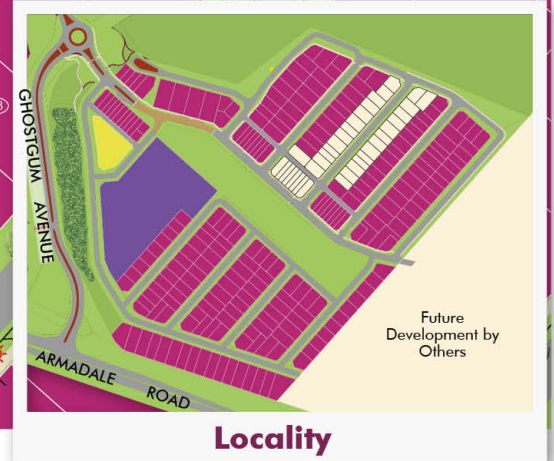 GHOSTGUM AVENUE
ARMADALE ROAD
Future
Development by
Others
Locality